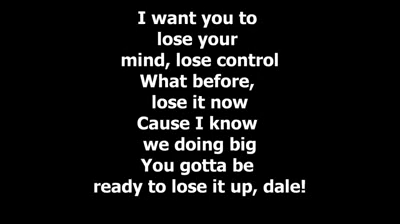 I want you to
lose your
mind, lose control
What before,
lose it now
Cause I know
we doing big
You gotta be
ready to lose it up, dale!